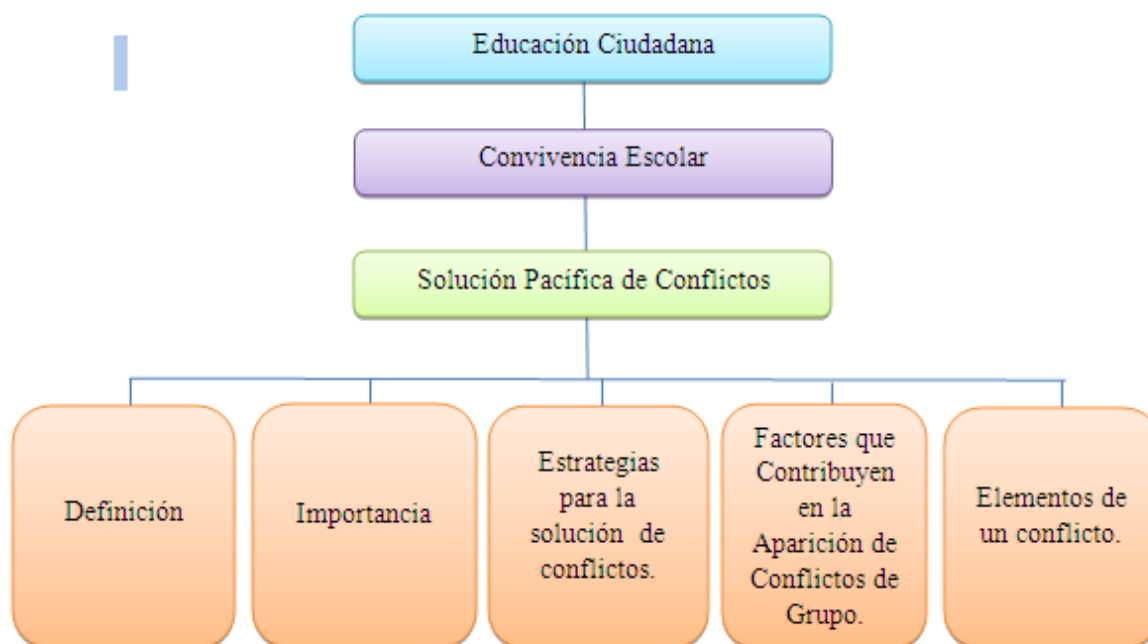 Educación Ciudadana
Convivencia Escolar
Solución Pacífica de Conflictos
Definición
Importancia
Estrategias
para la
solución de
conflictos.
Factores que
Contribuyen
en la
Aparición de
Conflictos de
Grupo.
Elementos de
un conflicto.